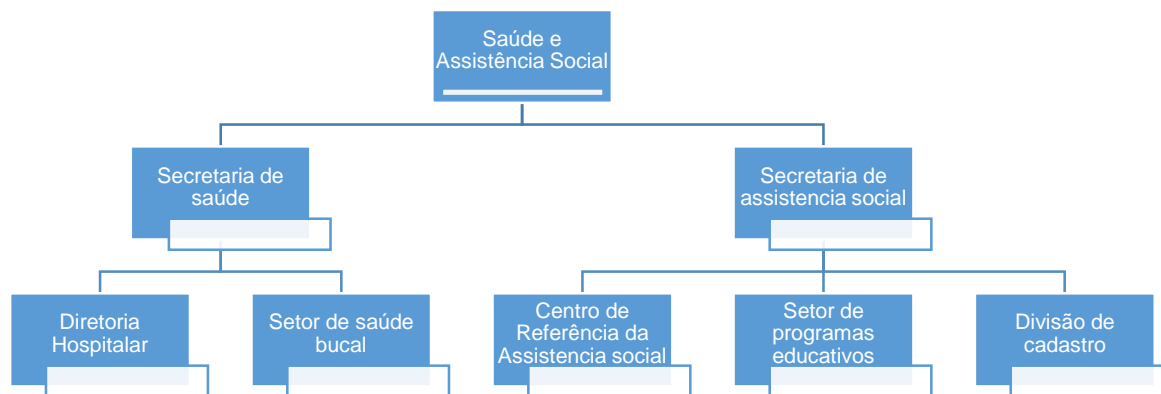 Saúde e
Assistência Social
Secretaria de
saúde
Secretaria de
assistencia social
Diretoria
Hospitalar
Setor de saúde
bucal
Centro de
Referência da
Assistencia social
Setor de
programas
educativos
Divisão de
cadastro